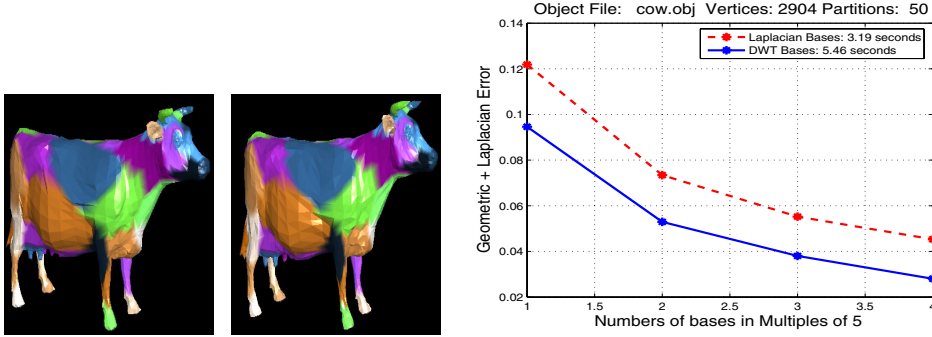 Object File: cow.obj Vertices: 2904 Partitions: 50
Laplacian Bases: 3.19 seconds
DWT Bases: 5.46 seconds
Geometric + Laplacian Error
0.14
0.12
0.1
0.08
0.06
0.04
0.02
1 1.5 2 2.5 3 3.5 4
Numbers of bases in Multiples of 5